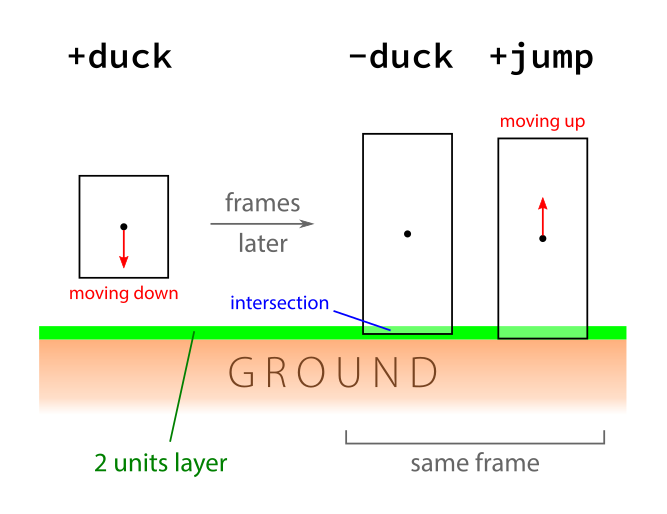 +duck
-duck
+jump
moving up
frames
later
moving down
intersection
GROUND
2 units layer
same frame